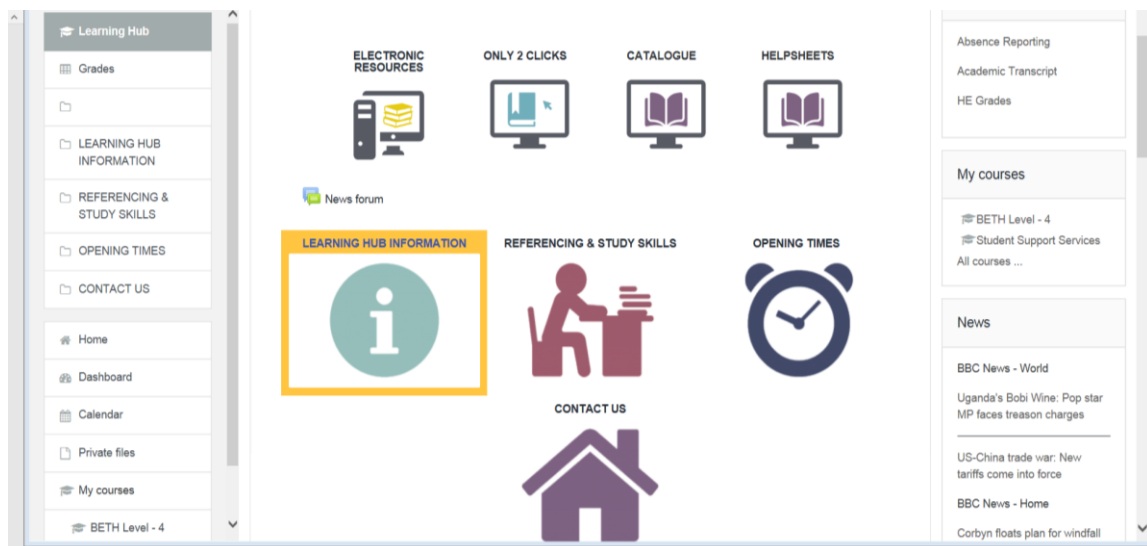 Learning Hub
Grades
LEARNING HUB
INFORMATION
REFERENCING &
STUDY SKILLS
OPENING TIMES
CONTACT US
Home
Dashboard
Calendar
Private files
My courses
BETH Level - 4
ELECTRONIC
RESOURCES
ONLY 2 CLICKS
CATALOGUE
HELPSHEETS
News forum
LEARNING HUB INFORMATION
REFERENCING & STUDY SKILLS
OPENING TIMES
CONTACT US
Absence Reporting
Academic Transcript
HE Grades
My courses
BETH Level - 4
Student Support Services
All courses ...
News
BBC News - World
Uganda's Bobi Wine: Pop star
MP faces treason charges
US-China trade war: New
tariffs come into force
BBC News - Home
Corbyn floats plan for windfall